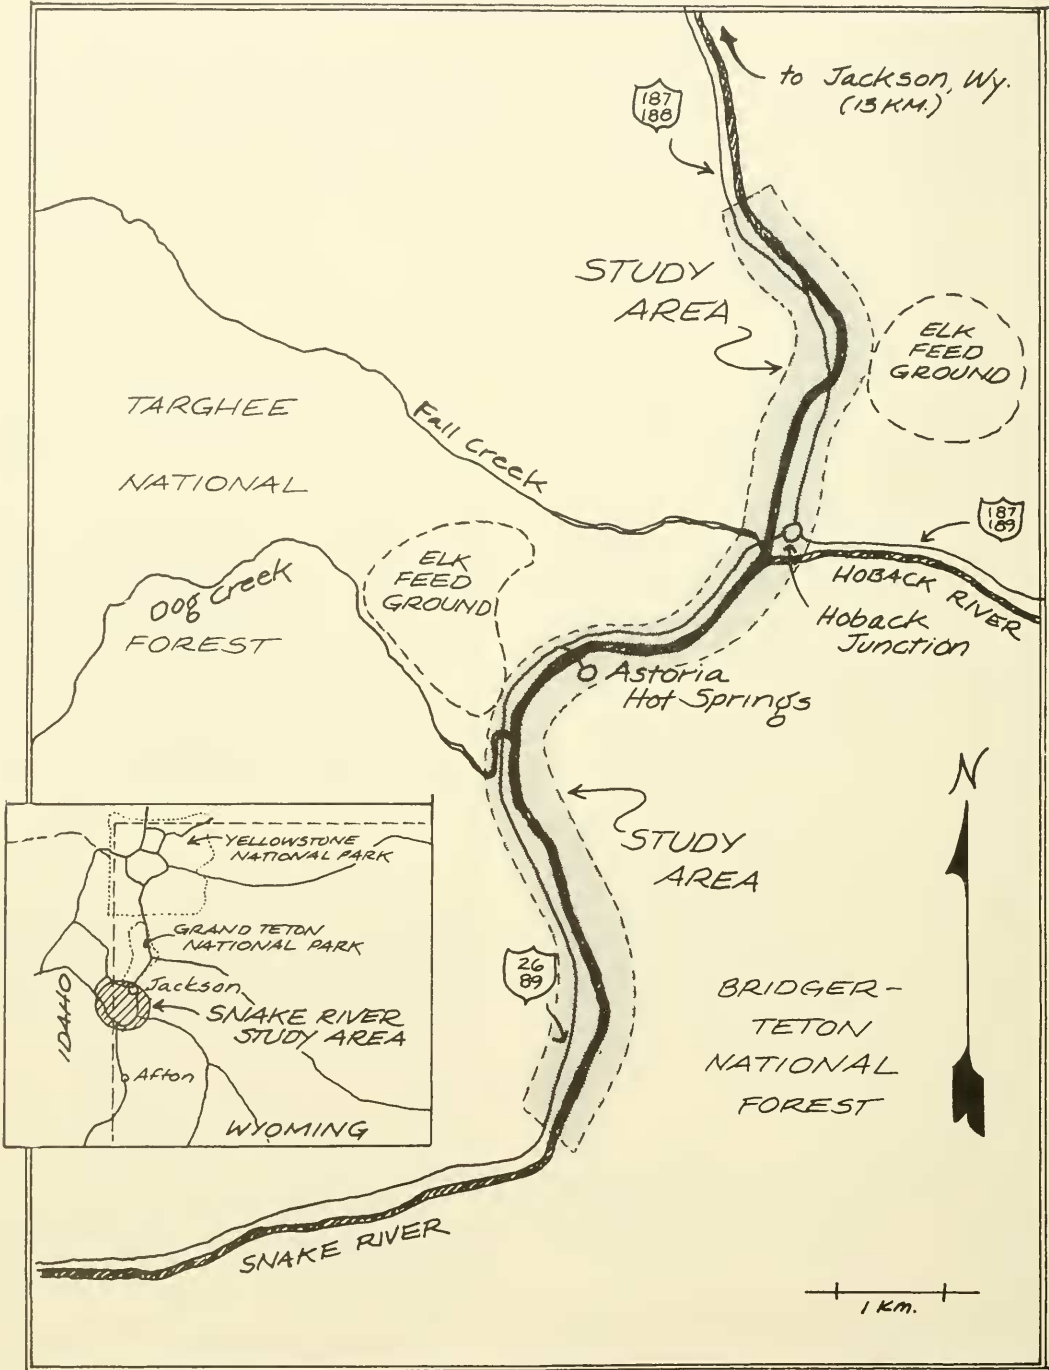 to Jackson, Wy.
(13 KM.)
187
188
STUDY
AREA
ELK
FEED
GROUND
TARGHEE
NATIONAL
FOREST
Fall Creek
187
189
ELK
FEED
GROUND
HOBACK RIVER
Dog Creek
Hoback
Junction
Astoria
Hot Springs
N
STUDY
AREA
YELLOWSTONE
NATIONAL PARK
GRAND TETON
NATIONAL PARK
Jackson
SNAKE RIVER
STUDY AREA
IDAHO
Afton
WYOMING
26
89
BRIDGER-
TETON
NATIONAL
FOREST
SNAKE RIVER
1 KM.